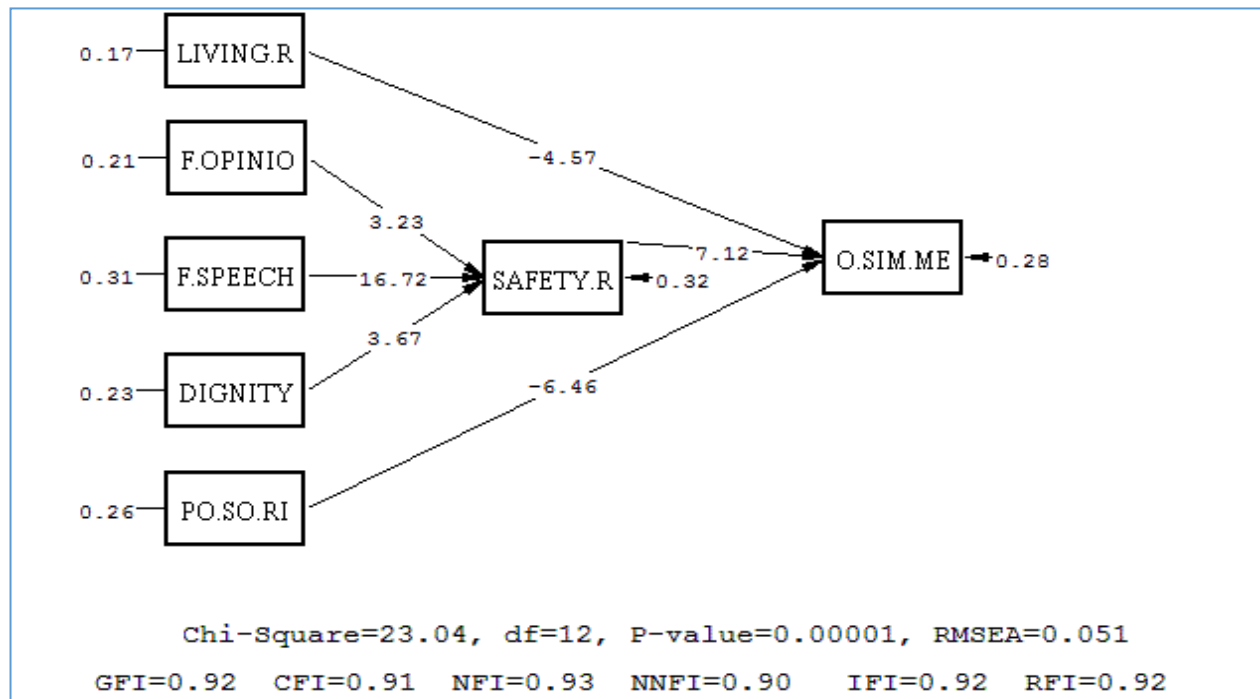 0.17 LIVING.R
-4.57
0.21 F.OPINIO
3.23
7.12 O.SIM.ME 0.28
0.31 F.SPEECH 16.72 SAFETY.R 0.32
3.67
0.23 DIGNITY
-6.46
0.26 PO.SO.RI
Chi-Square=23.04, df=12, P-value=0.00001, RMSEA=0.051
GFI=0.92 CFI=0.91 NFI=0.93 NNFI=0.90 IFI=0.92 RFI=0.92